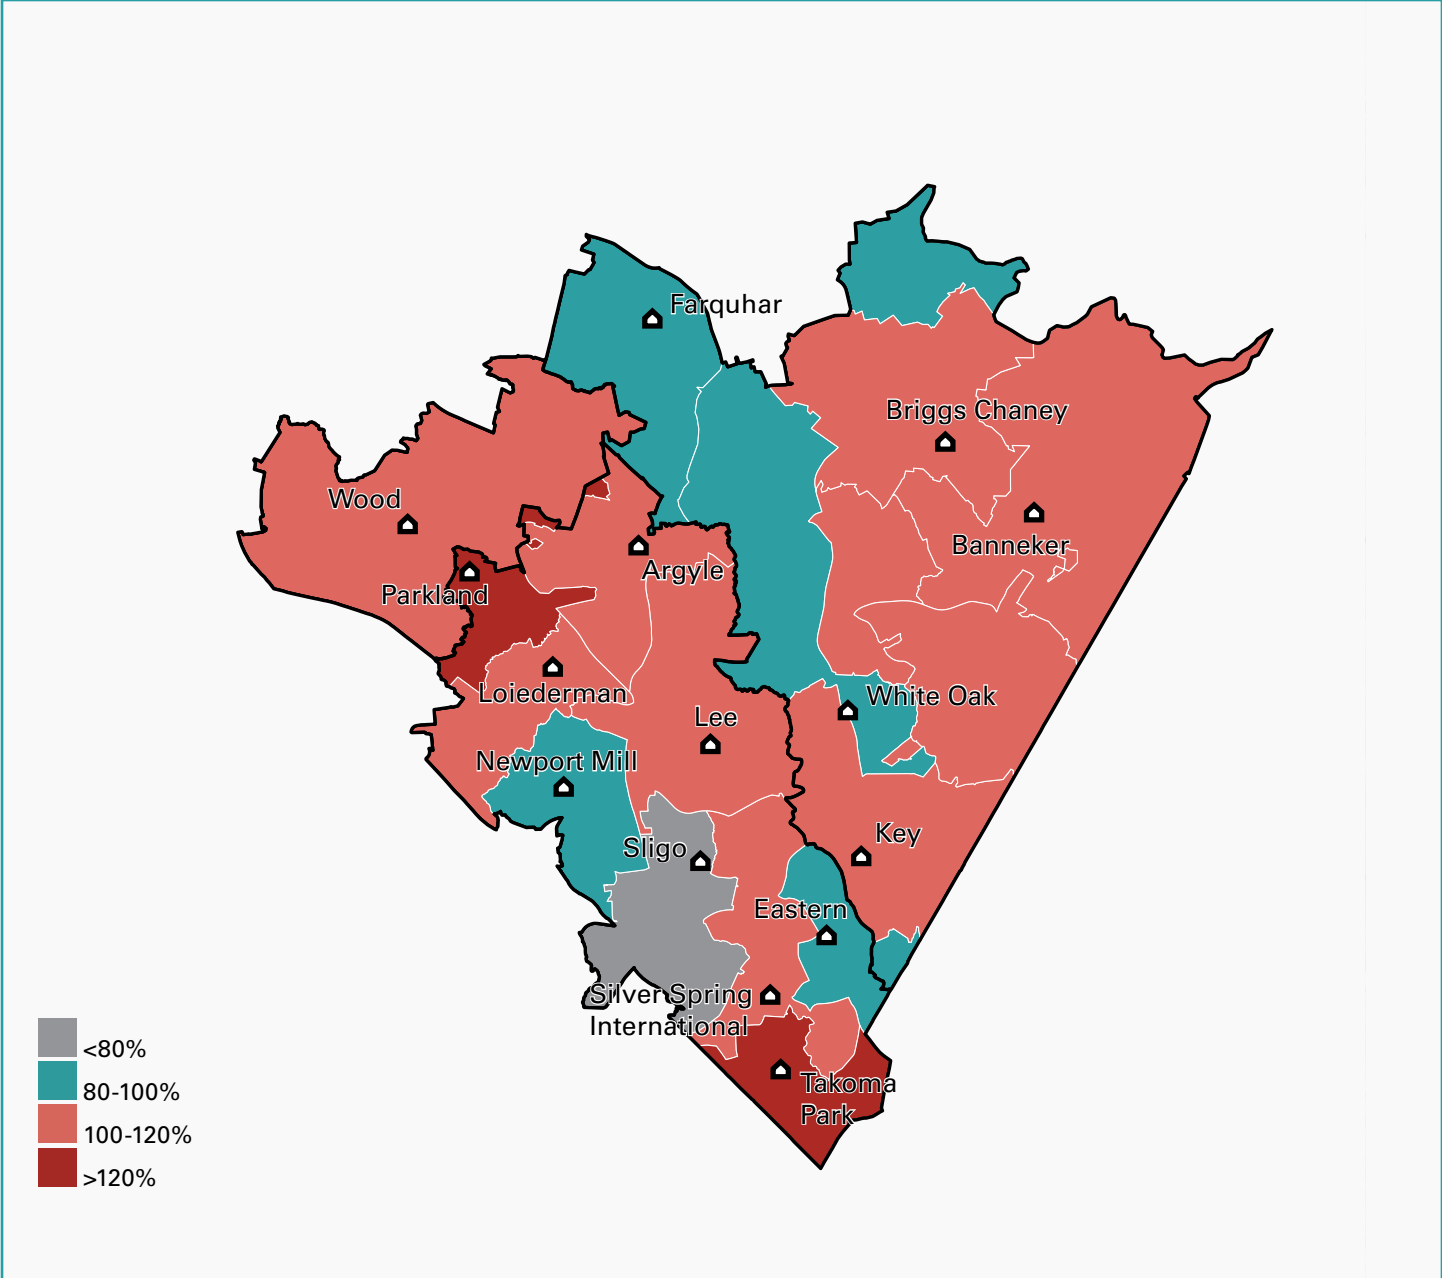 Farquhar
Briggs Chaney
Wood
Banneker
Argyle
Parkland
Loiederman
White Oak
Lee
Newport Mill
Key
Sligo
Eastern
Silver Spring
International
Takoma
Park
<80%
80-100%
100-120%
>120%